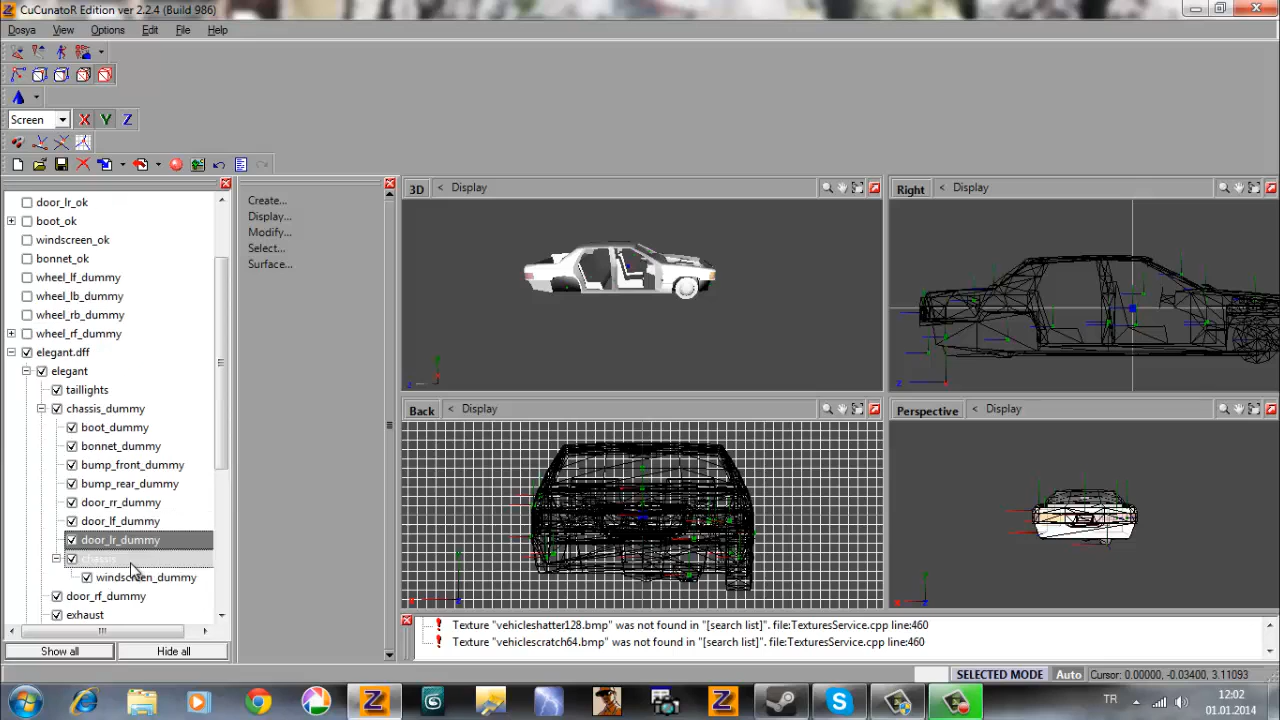 CuCunatoR Edition ver 2.2.4 (Build 986)
Dosya View Options Edit File Help
Screen X Y Z
door_lr_ok
boot_ok
windscreen_ok
bonnet_ok
wheel_lf_dummy
wheel_lb_dummy
wheel_rb_dummy
wheel_rf_dummy
elegant.dff
elegant
taillights
chassis_dummy
boot_dummy
bonnet_dummy
bump_front_dummy
bump_rear_dummy
door_rr_dummy
door_lf_dummy
door_lr_dummy
chassis
windscreen_dummy
door_rf_dummy
exhaust
Show all Hide all
Create...
Display...
Modify...
Select...
Surface...
3D < Display
Right < Display
Back < Display
Perspective < Display
Texture "vehicleshatter128.bmp" was not found in "[search list]". file:TexturesService.cpp line:460
Texture "vehiclescratch64.bmp" was not found in "[search list]". file:TexturesService.cpp line:460
SELECTED MODE Auto Cursor: 0.00000, -0.03400, 3.11093
TR 12:02
01.01.2014